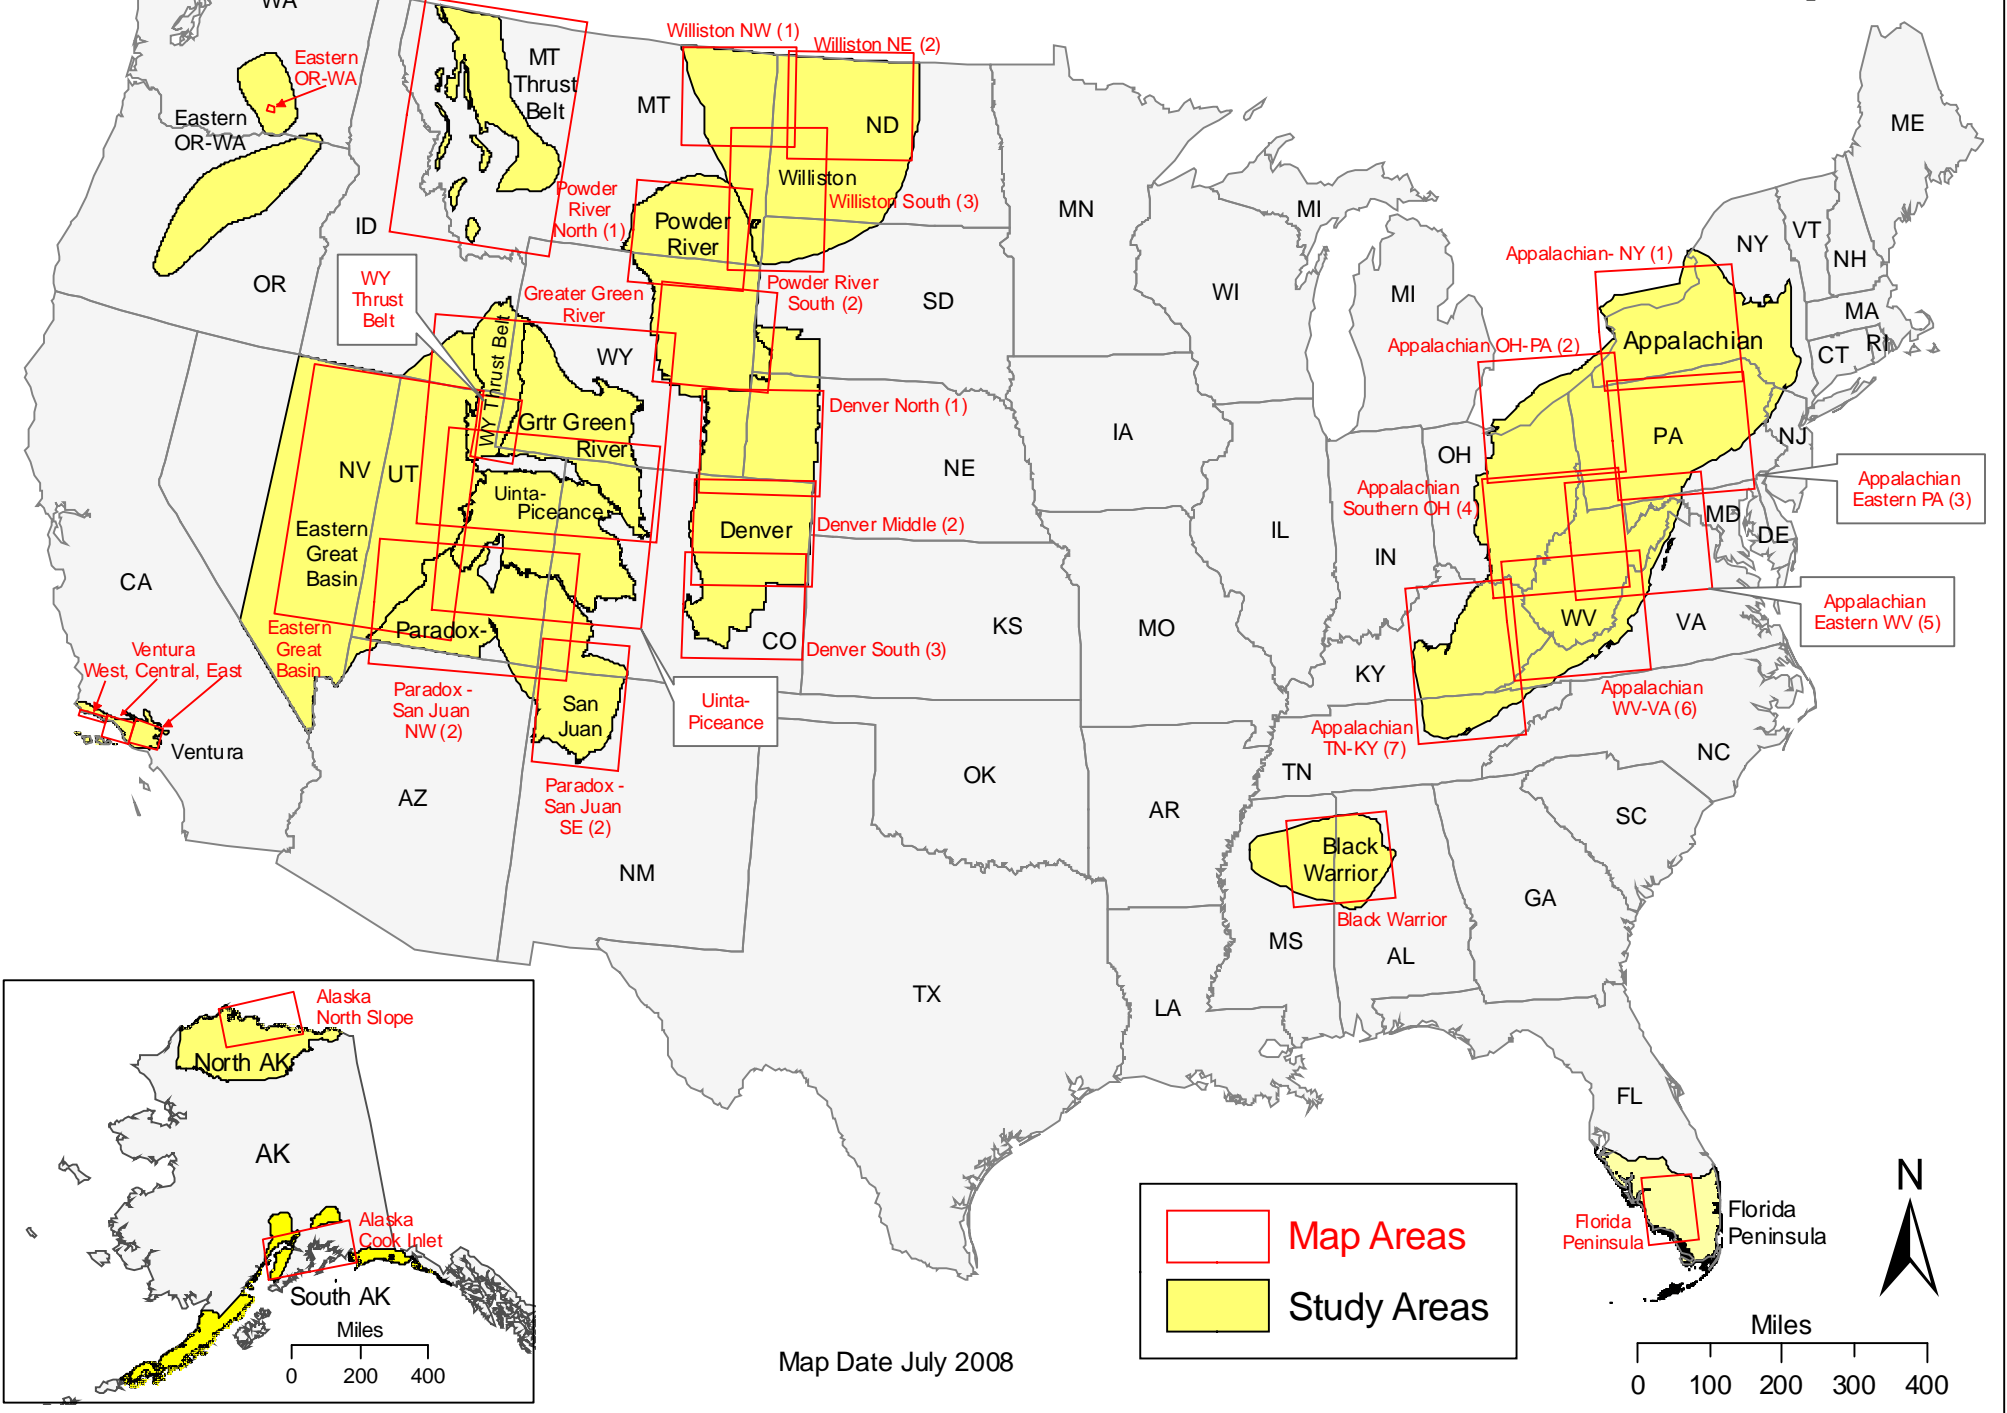 WA
Eastern
OR-WA
Eastern
OR-WA
OR
ID
MT
Thrust
Belt
MT
Williston NW (1)
Williston NE (2)
ND
Williston
Williston South (3)
Powder
River
North (1)
Powder
River
Powder River
South (2)
WY
Thrust
Belt
Greater Green
River
WY Thrust Belt
WY
Grtr Green
River
SD
Denver North (1)
NE
NV
UT
Uinta-
Piceance
Denver
Denver Middle (2)
Eastern
Great
Basin
CA
Eastern
Great
Basin
Paradox-
CO
Denver South (3)
KS
Ventura
West, Central, East
Ventura
Paradox -
San Juan
NW (2)
San
Juan
Uinta-
Piceance
Paradox -
San Juan
SE (2)
AZ
NM
OK
TX
MN
WI
MI
MI
IA
IL
IN
MO
AR
LA
OH
KY
TN
MS
AL
GA
SC
NC
VA
WV
PA
MD
DE
NJ
NY
VT
NH
ME
MA
CT
RI
Appalachian- NY (1)
Appalachian
Appalachian OH-PA (2)
Appalachian
Southern OH (4)
Appalachian
Eastern PA (3)
Appalachian
Eastern WV (5)
Appalachian
WV-VA (6)
Appalachian
TN-KY (7)
Black
Warrior
Black Warrior
FL
Florida
Peninsula
Florida
Peninsula
Alaska
North Slope
North AK
AK
Alaska
Cook Inlet
South AK
Miles
0 200 400
Map Date July 2008
Map Areas
Study Areas
N
Miles
0 100 200 300 400